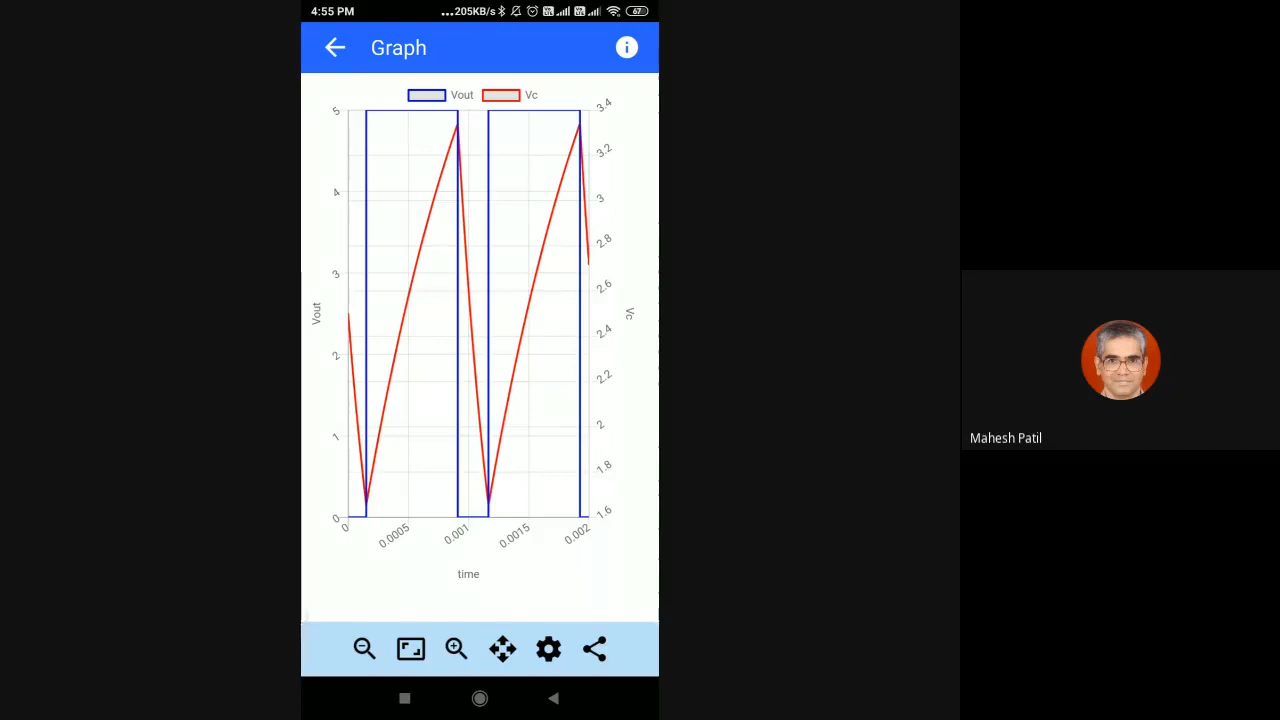 4:55 PM
...205KB/s
67
Graph
Vout Vc
5
4
3
2
1
0
Vout
3.4
3.2
3
2.8
2.6
2.4
2.2
2
1.8
1.6
Vc
0 0.0005 0.001 0.0015 0.002
time
Mahesh Patil